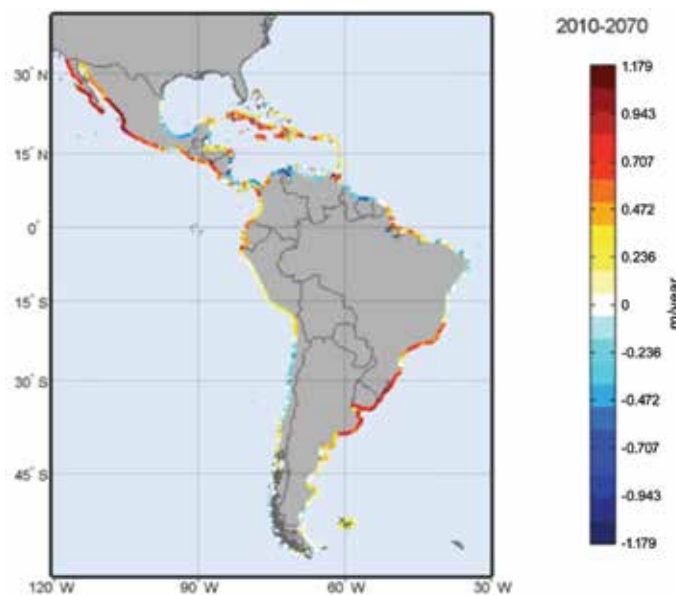 2010-2070
30° N
15° N
0°
15° S
30° S
45° S
120° W
90° W
60° W
30° W
1.179
0.943
0.707
0.472
0.236
0
-0.236
-0.472
-0.707
-0.943
-1.179
m/year